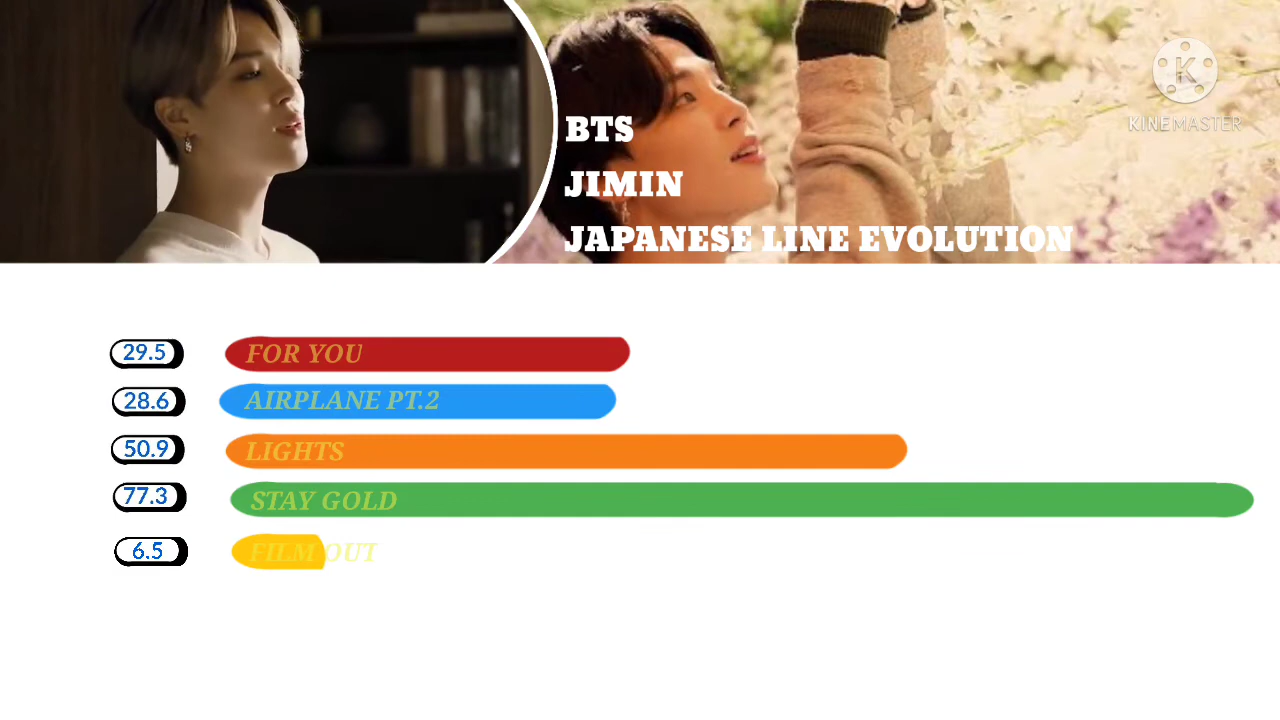 BTS
JIMIN
JAPANESE LINE EVOLUTION
K
KINEMASTER
29.5 FOR YOU
28.6 AIRPLANE PT.2
50.9 LIGHTS
77.3 STAY GOLD
6.5 FILM OUT